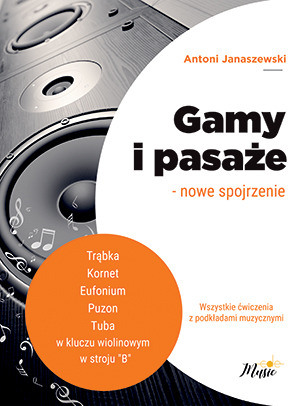 Antoni Janaszewski
Gamy
i pasaże
- nowe spojrzenie
Trąbka
Kornet
Eufonium
Puzon
Tuba
w kluczu wiolinowym
w stroju "B"
Wszystkie ćwiczenia
z podkładami muzycznymi
Music